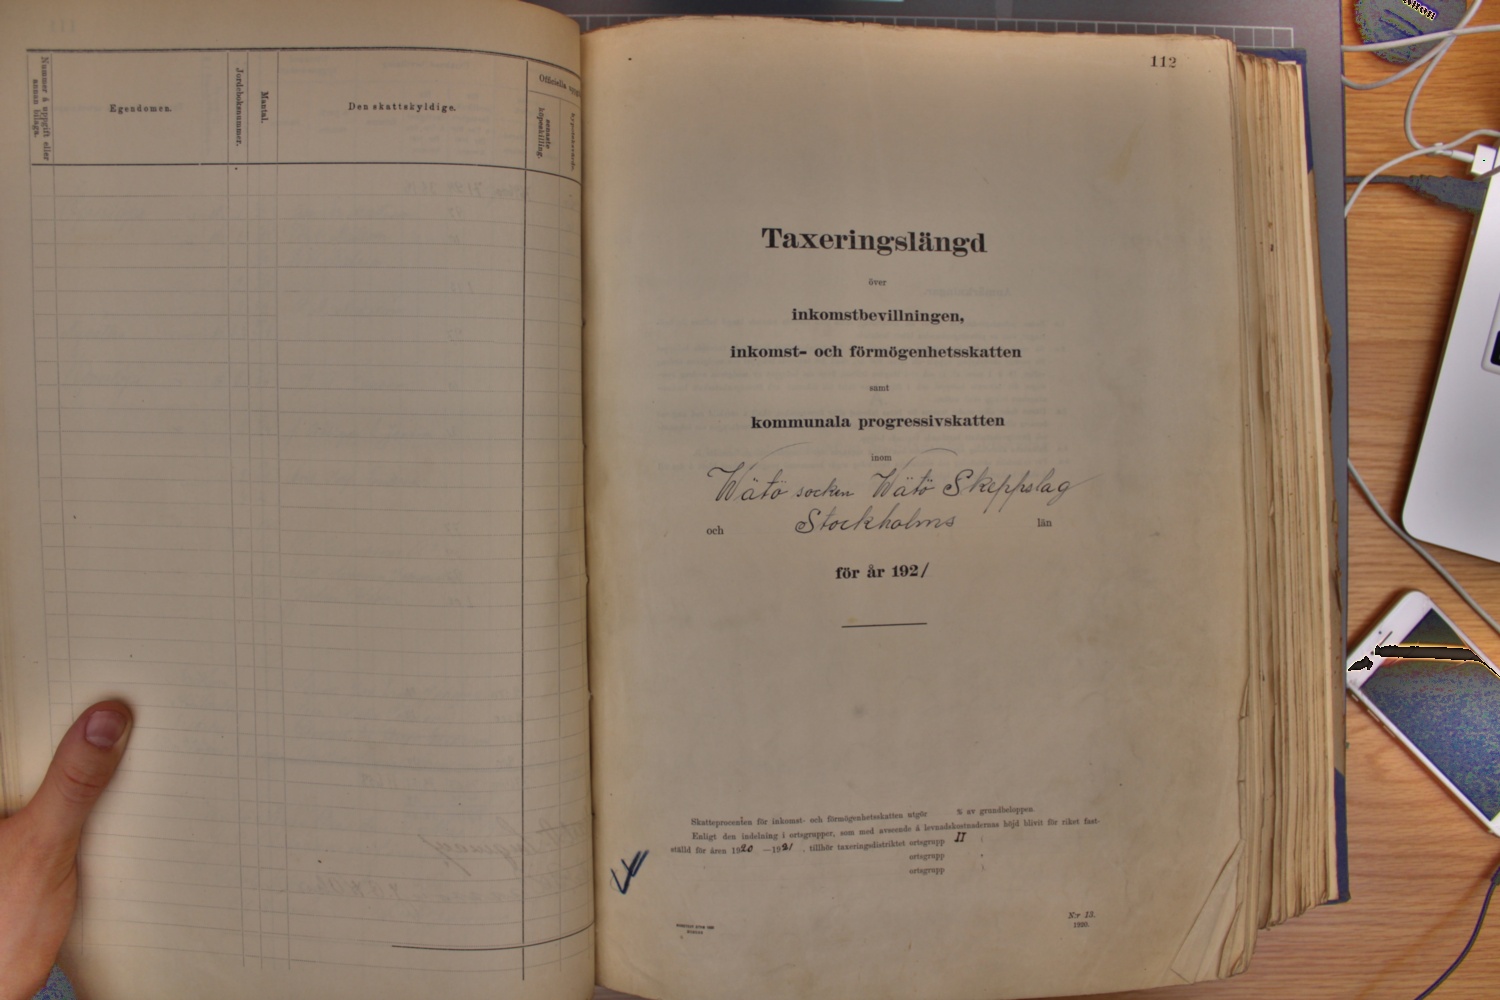 Nummer å uppgift eller annan bilaga.
Egendomen.
Jordeboksnummer.
Mantal.
Den skattskyldige.
Officiella
senaste köpeskilling.
112
Taxeringslängd
över
inkomstbevillningen,
inkomst- och förmögenhetsskatten
samt
kommunala progressivskatten
inom
Wätö socken Wätö Skeppslag
och Stockholms län
för år 1921
Skatteprocenten för inkomst- och förmögenhetsskatten utgör % av grundbeloppen.
Enligt den indelning i ortsgrupper, som med avseende å levnadskostnadernas höjd blivit för riket fast-
ställd för åren 1920 —1921 , tillhör taxeringsdistriktet ortsgrupp II
ortsgrupp
ortsgrupp
N:r 13.
1920.